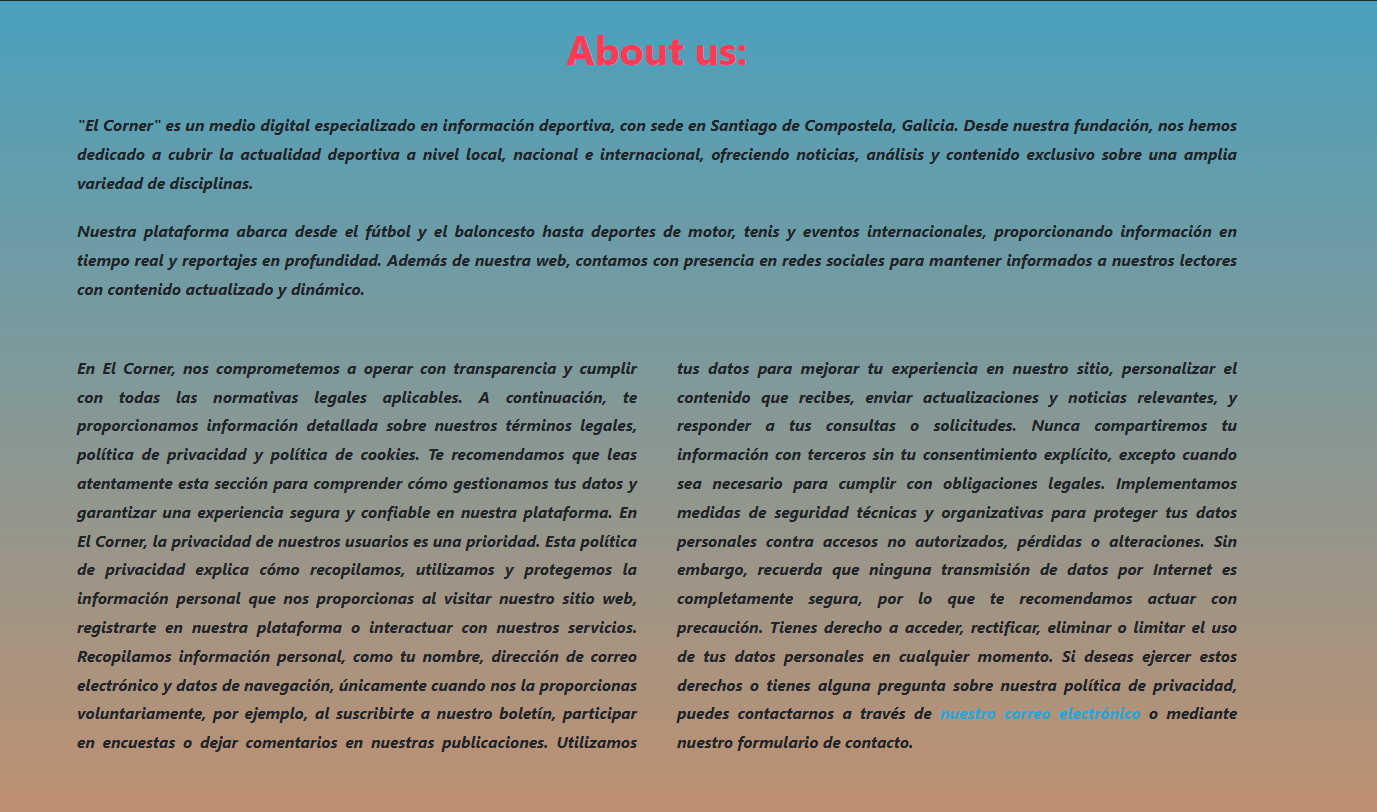 About us:
"El Corner" es un medio digital especializado en información deportiva, con sede en Santiago de Compostela, Galicia. Desde nuestra fundación, nos hemos
dedicado a cubrir la actualidad deportiva a nivel local, nacional e internacional, ofreciendo noticias, análisis y contenido exclusivo sobre una amplia
variedad de disciplinas.
Nuestra plataforma abarca desde el fútbol y el baloncesto hasta deportes de motor, tenis y eventos internacionales, proporcionando información en
tiempo real y reportajes en profundidad. Además de nuestra web, contamos con presencia en redes sociales para mantener informados a nuestros lectores
con contenido actualizado y dinámico.
En El Corner, nos comprometemos a operar con transparencia y cumplir
con todas las normativas legales aplicables. A continuación, te
proporcionamos información detallada sobre nuestros términos legales,
política de privacidad y política de cookies. Te recomendamos que leas
atentamente esta sección para comprender cómo gestionamos tus datos y
garantizar una experiencia segura y confiable en nuestra plataforma. En
El Corner, la privacidad de nuestros usuarios es una prioridad. Esta política
de privacidad explica cómo recopilamos, utilizamos y protegemos la
información personal que nos proporcionas al visitar nuestro sitio web,
registrarte en nuestra plataforma o interactuar con nuestros servicios.
Recopilamos información personal, como tu nombre, dirección de correo
electrónico y datos de navegación, únicamente cuando nos la proporcionas
voluntariamente, por ejemplo, al suscribirte a nuestro boletín, participar
en encuestas o dejar comentarios en nuestras publicaciones. Utilizamos
tus datos para mejorar tu experiencia en nuestro sitio, personalizar el
contenido que recibes, enviar actualizaciones y noticias relevantes, y
responder a tus consultas o solicitudes. Nunca compartiremos tu
información con terceros sin tu consentimiento explícito, excepto cuando
sea necesario para cumplir con obligaciones legales. Implementamos
medidas de seguridad técnicas y organizativas para proteger tus datos
personales contra accesos no autorizados, pérdidas o alteraciones. Sin
embargo, recuerda que ninguna transmisión de datos por Internet es
completamente segura, por lo que te recomendamos actuar con
precaución. Tienes derecho a acceder, rectificar, eliminar o limitar el uso
de tus datos personales en cualquier momento. Si deseas ejercer estos
derechos o tienes alguna pregunta sobre nuestra política de privacidad,
puedes contactarnos a través de nuestro correo electrónico o mediante
nuestro formulario de contacto.